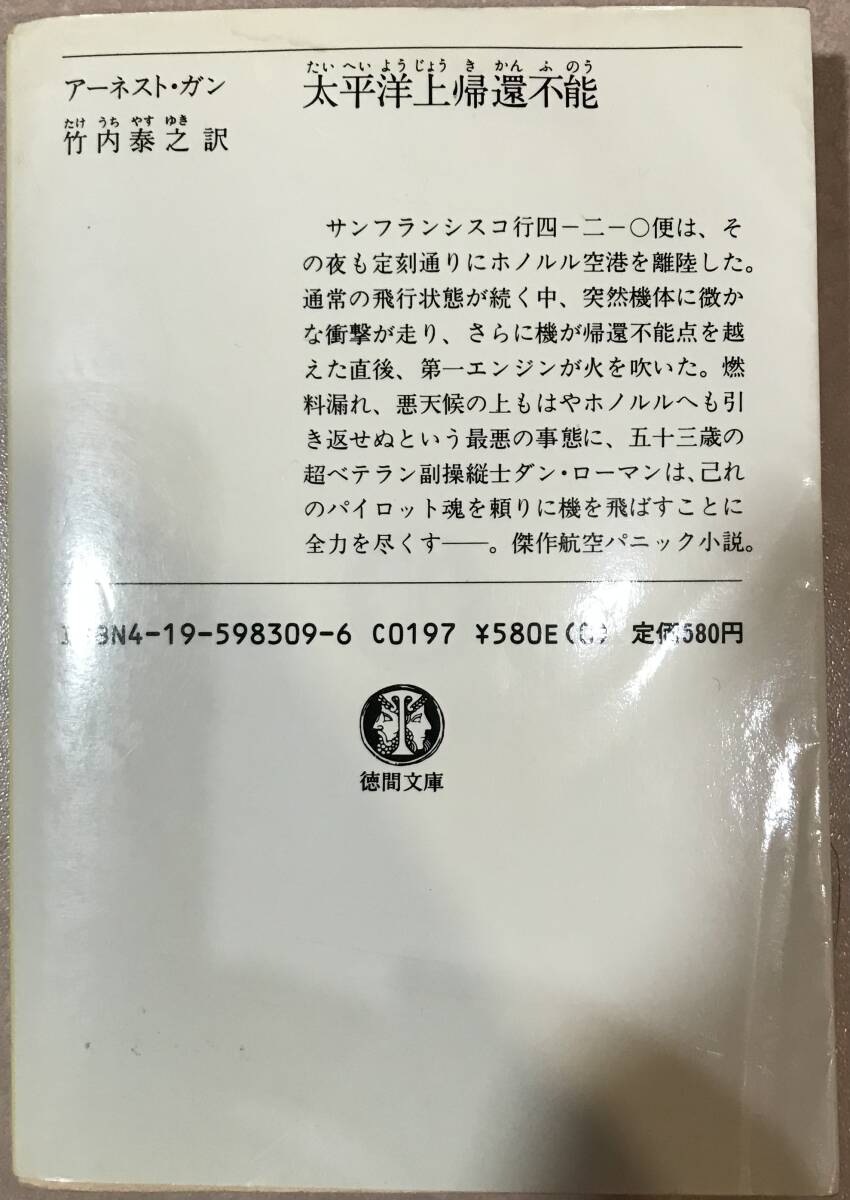 アーネスト・ガン
たけ うち やす ゆき
竹内泰之 訳
たい へい よう じょう き かん ふ のう
太平洋上帰還不能
サンフランシスコ行四−二−〇便は、そ
の夜も定刻通りにホノルル空港を離陸した。
通常の飛行状態が続く中、突然機体に微か
な衝撃が走り、さらに機が帰還不能点を越
えた直後、第一エンジンが火を吹いた。燃
料漏れ、悪天候の上もはやホノルルへも引
き返せぬという最悪の事態に、五十三歳の
超ベテラン副操縦士ダン・ローマンは、己れ
のパイロット魂を頼りに機を飛ばすことに
全力を尽くす――。傑作航空パニック小説。
ISBN4-19-598309-6 C0197 ¥580E 定価580円
徳間文庫